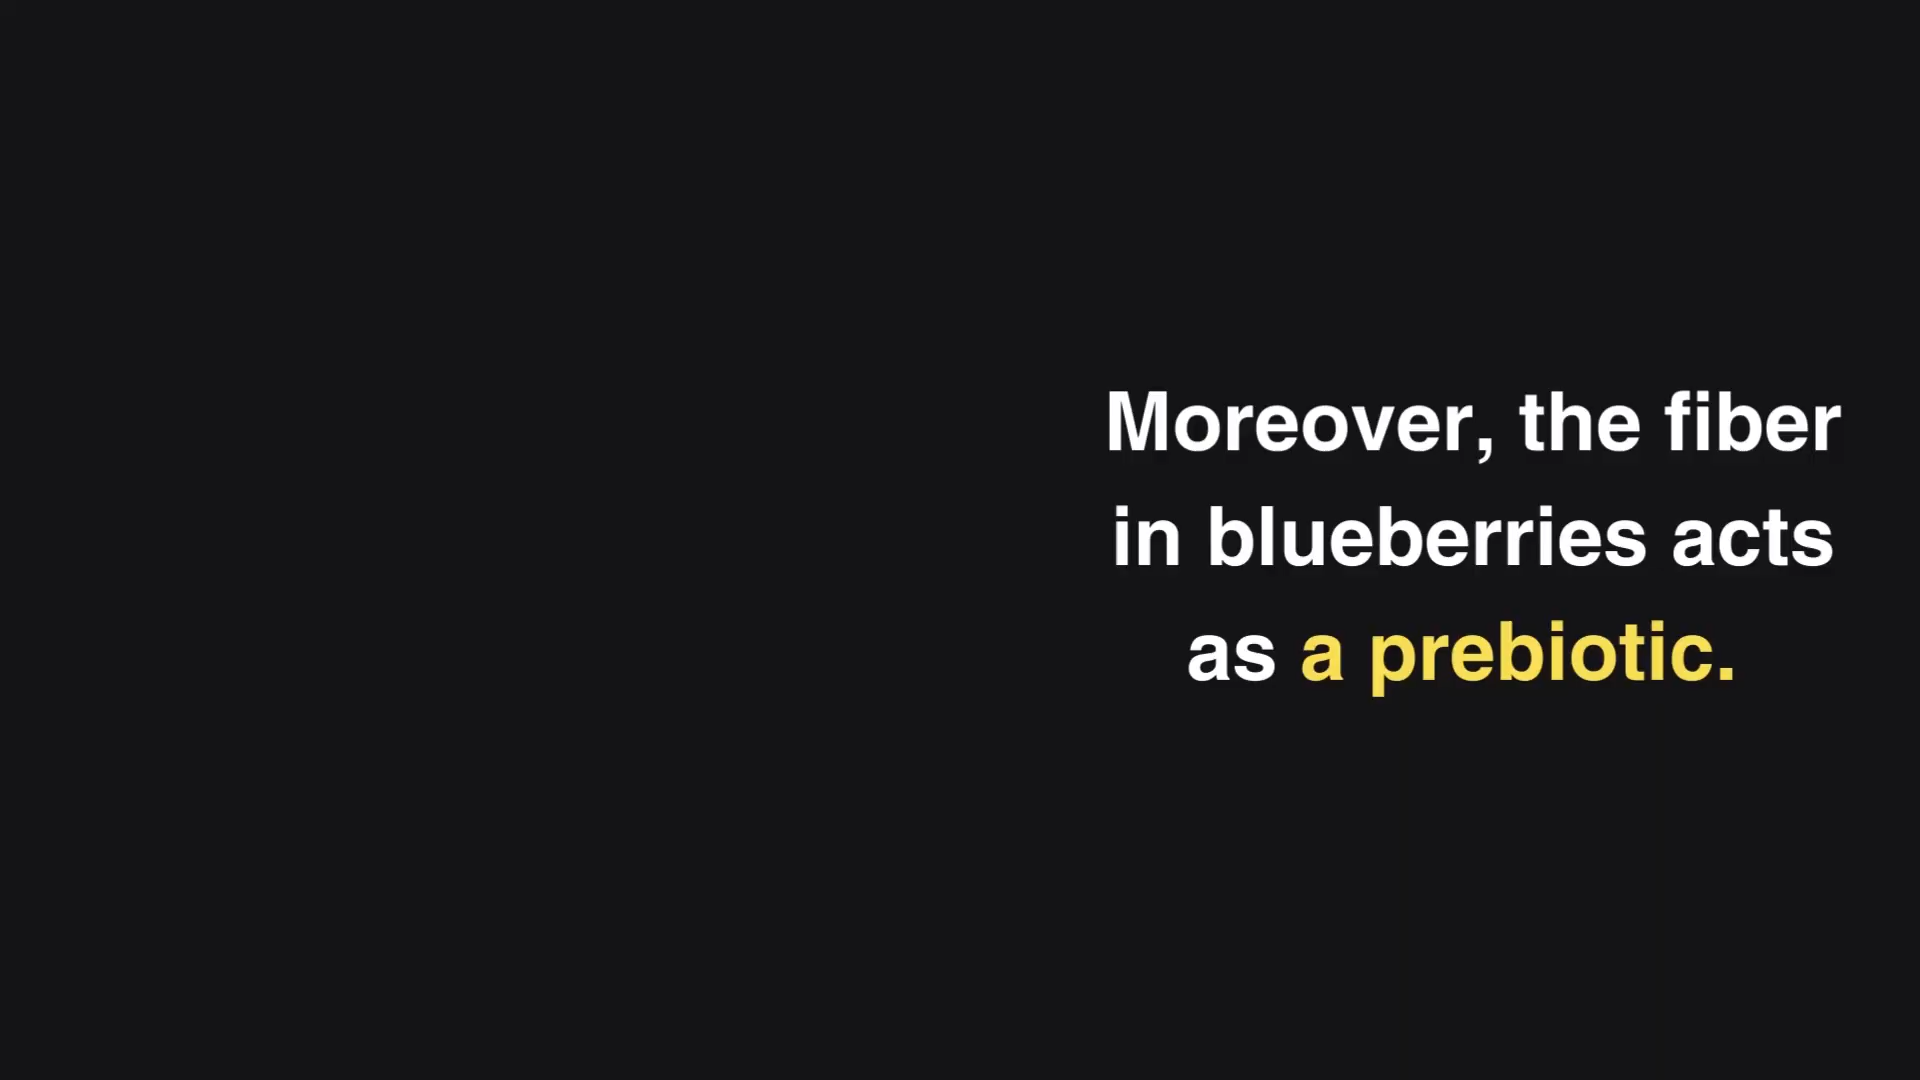 Moreover, the fiber
in blueberries acts
as a prebiotic.